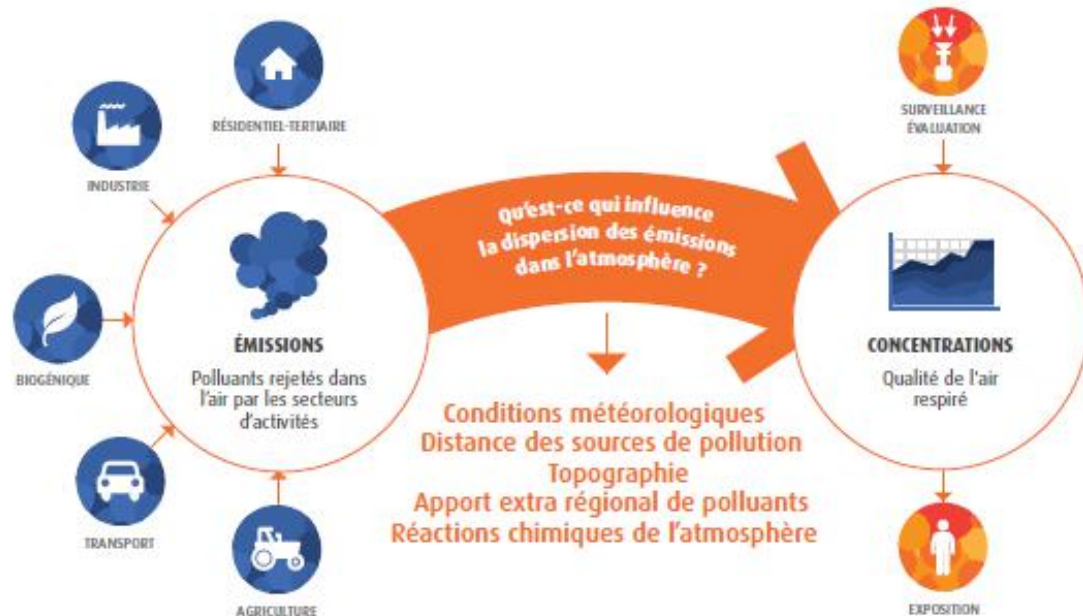 RÉSIDENTIEL-TERTIAIRE
INDUSTRIE
BIOGÉNIQUE
TRANSPORT
AGRICULTURE
ÉMISSIONS
Polluants rejetés dans
l'air par les secteurs
d'activités
Qu'est-ce qui influence
la dispersion des émissions
dans l'atmosphère ?
Conditions météorologiques
Distance des sources de pollution
Topographie
Apport extra régional de polluants
Réactions chimiques de l'atmosphère
SURVEILLANCE
ÉVALUATION
CONCENTRATIONS
Qualité de l'air
respiré
EXPOSITION